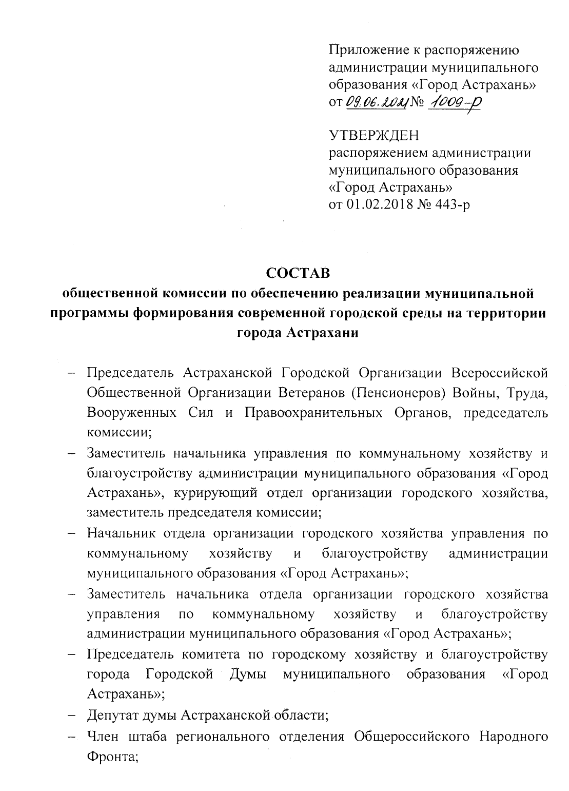 Приложение к распоряжению
администрации муниципального
образования «Город Астрахань»
от 09.06.2021 № 1009-р
УТВЕРЖДЕН
распоряжением администрации
муниципального образования
«Город Астрахань»
от 01.02.2018 № 443-р
СОСТАВ
общественной комиссии по обеспечению реализации муниципальной
программы формирования современной городской среды на территории
города Астрахани
– Председатель Астраханской Городской Организации Всероссийской
Общественной Организации Ветеранов (Пенсионеров) Войны, Труда,
Вооруженных Сил и Правоохранительных Органов, председатель
комиссии;
– Заместитель начальника управления по коммунальному хозяйству и
благоустройству администрации муниципального образования «Город
Астрахань», курирующий отдел организации городского хозяйства,
заместитель председателя комиссии;
– Начальник отдела организации городского хозяйства управления по
коммунальному хозяйству и благоустройству администрации
муниципального образования «Город Астрахань»;
– Заместитель начальника отдела организации городского хозяйства
управления по коммунальному хозяйству и благоустройству
администрации муниципального образования «Город Астрахань»;
– Председатель комитета по городскому хозяйству и благоустройству
города Городской Думы муниципального образования «Город
Астрахань»;
– Депутат думы Астраханской области;
– Член штаба регионального отделения Общероссийского Народного
Фронта;